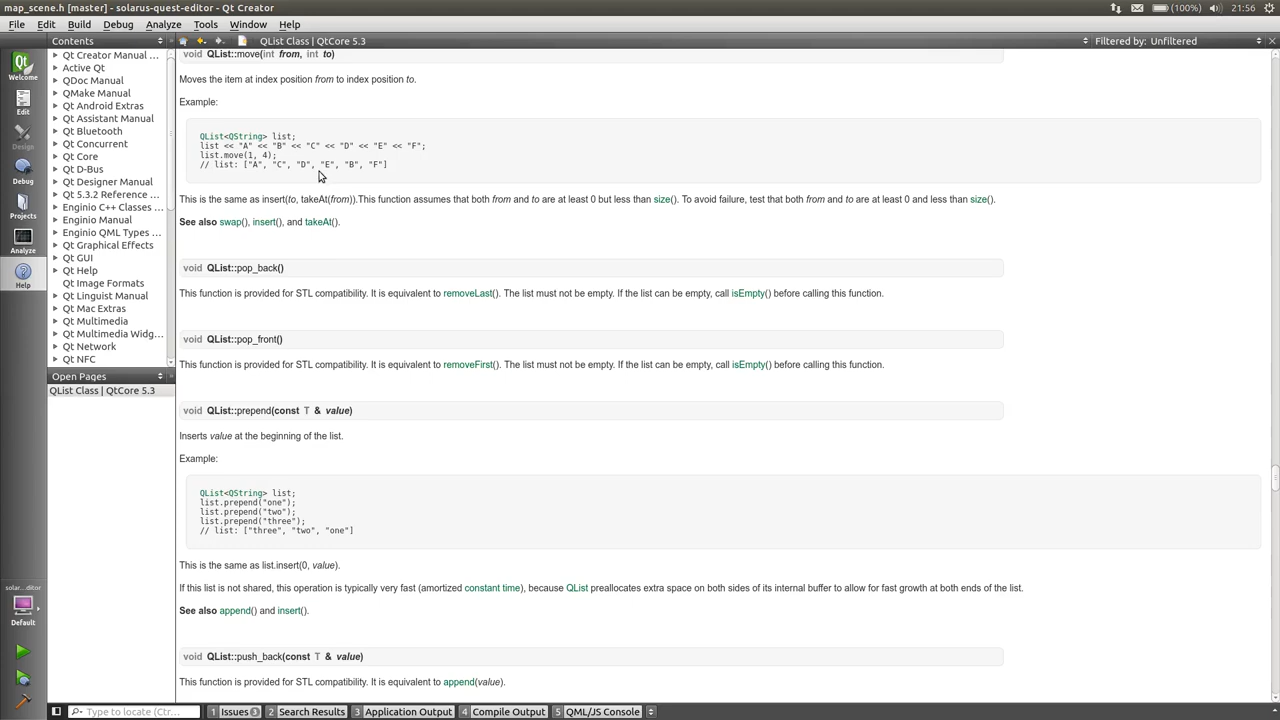 map_scene.h [master] - solarus-quest-editor - Qt Creator
(100%) 21:56
File Edit Build Debug Analyze Tools Window Help
Contents
QList Class | QtCore 5.3
Filtered by: Unfiltered
Welcome
Edit
Design
Debug
Projects
Analyze
Help
Qt Creator Manual ...
Active Qt
QDoc Manual
QMake Manual
Qt Android Extras
Qt Assistant Manual
Qt Bluetooth
Qt Concurrent
Qt Core
Qt D-Bus
Qt Designer Manual
Qt 5.3.2 Reference ...
Enginio C++ Classes ...
Enginio Manual
Enginio QML Types ...
Qt Graphical Effects
Qt GUI
Qt Help
Qt Image Formats
Qt Linguist Manual
Qt Mac Extras
Qt Multimedia
Qt Multimedia Widg...
Qt Network
Qt NFC
Open Pages
QList Class | QtCore 5.3
void QList::move(int from, int to)
Moves the item at index position from to index position to.
Example:
QList<QString> list;
list << "A" << "B" << "C" << "D" << "E" << "F";
list.move(1, 4);
// list: ["A", "C", "D", "E", "B", "F"]
This is the same as insert(to, takeAt(from)).This function assumes that both from and to are at least 0 but less than size(). To avoid failure, test that both from and to are at least 0 and less than size().
See also swap(), insert(), and takeAt().
void QList::pop_back()
This function is provided for STL compatibility. It is equivalent to removeLast(). The list must not be empty. If the list can be empty, call isEmpty() before calling this function.
void QList::pop_front()
This function is provided for STL compatibility. It is equivalent to removeFirst(). The list must not be empty. If the list can be empty, call isEmpty() before calling this function.
void QList::prepend(const T & value)
Inserts value at the beginning of the list.
Example:
QList<QString> list;
list.prepend("one");
list.prepend("two");
list.prepend("three");
// list: ["three", "two", "one"]
This is the same as list.insert(0, value).
If this list is not shared, this operation is typically very fast (amortized constant time), because QList preallocates extra space on both sides of its internal buffer to allow for fast growth at both ends of the list.
See also append() and insert().
void QList::push_back(const T & value)
This function is provided for STL compatibility. It is equivalent to append(value).
solar...ditor
Default
Type to locate (Ctrl...
1 Issues 3
2 Search Results
3 Application Output
4 Compile Output
5 QML/JS Console